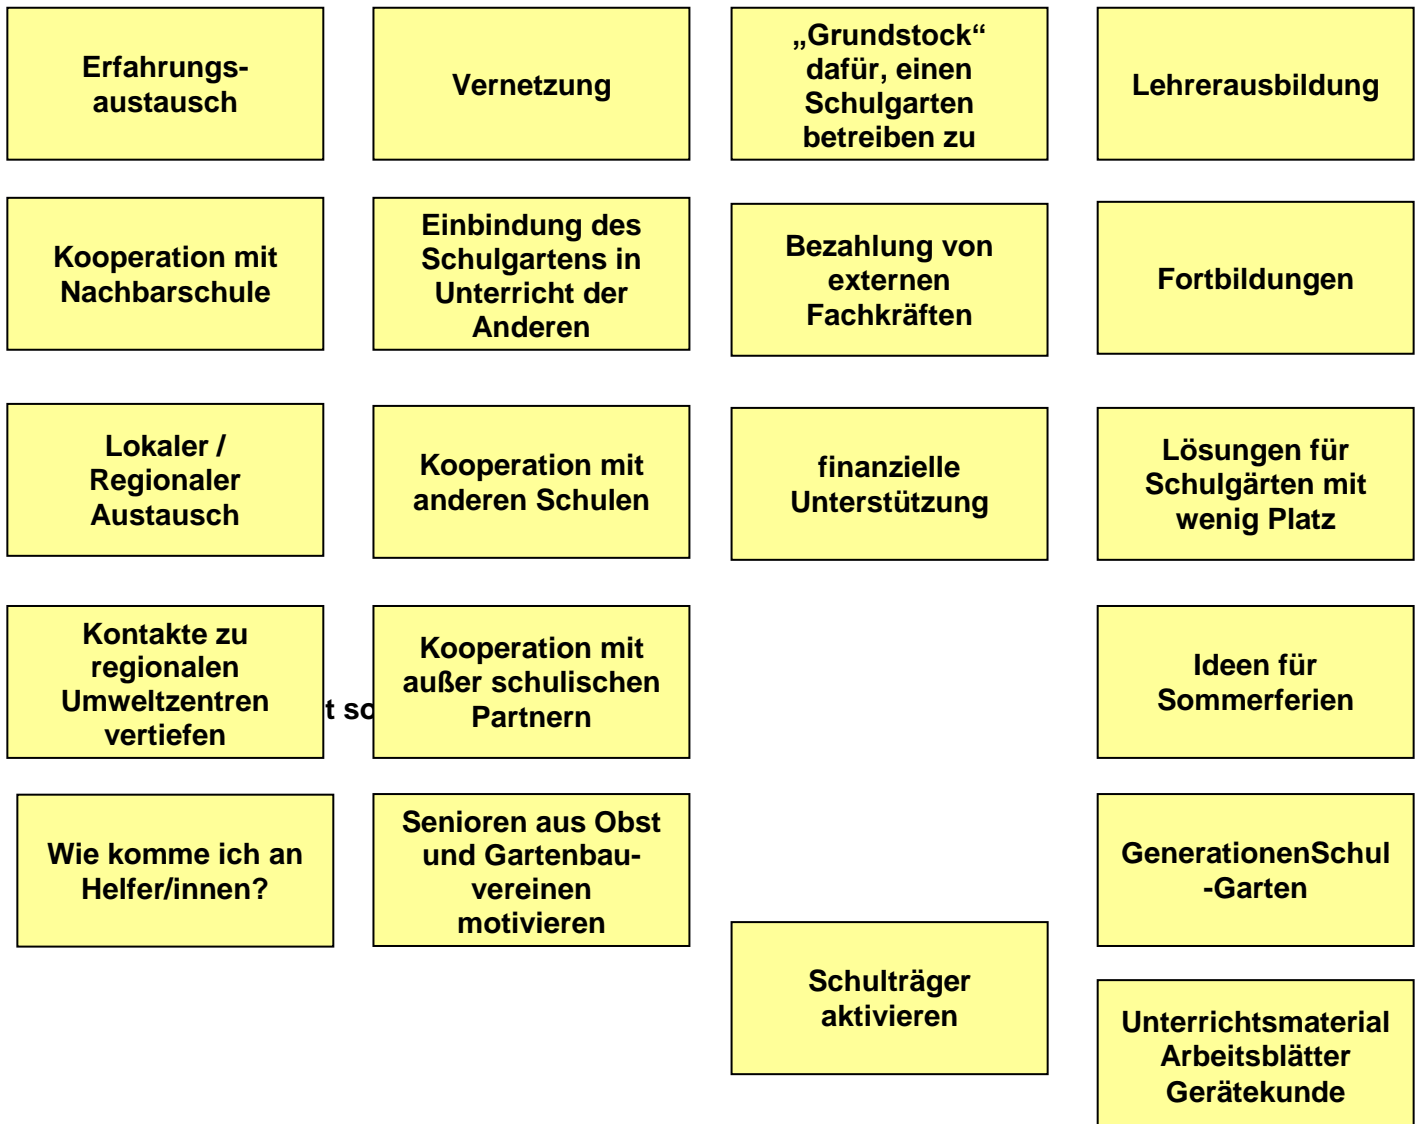 Erfahrungs-
austausch
Vernetzung
„Grundstock“
dafür, einen
Schulgarten
betreiben zu
Lehrerausbildung
Kooperation mit
Nachbarschule
Einbindung des
Schulgartens in
Unterricht der
Anderen
Bezahlung von
externen
Fachkräften
Fortbildungen
Lokaler /
Regionaler
Austausch
Kooperation mit
anderen Schulen
finanzielle
Unterstützung
Lösungen für
Schulgärten mit
wenig Platz
Kontakte zu
regionalen
Umweltzentren
vertiefen
t so
Kooperation mit
außer schulischen
Partnern
Ideen für
Sommerferien
Wie komme ich an
Helfer/innen?
Senioren aus Obst
und Gartenbau-
vereinen
motivieren
GenerationenSchul
-Garten
Schulträger
aktivieren
Unterrichtsmaterial
Arbeitsblätter
Gerätekunde